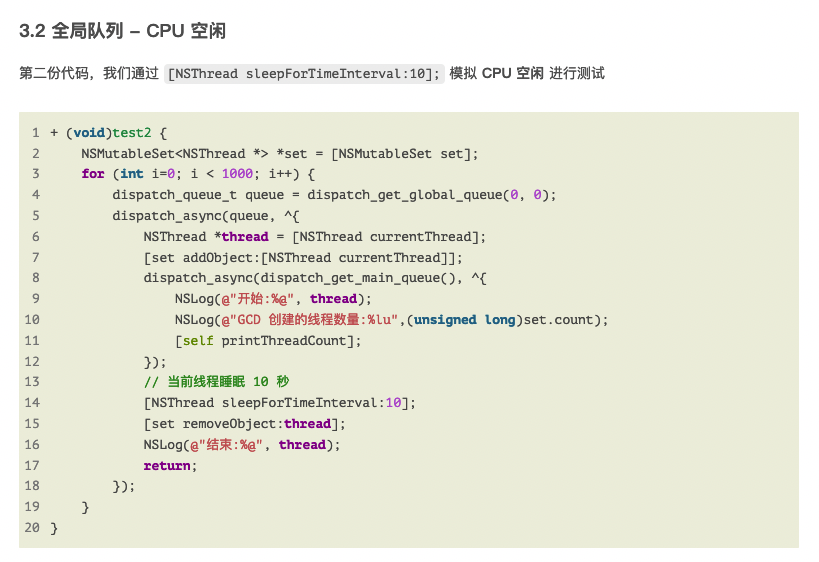 3.2 全局队列 – CPU 空闲
第二份代码，我们通过 [NSThread sleepForTimeInterval:10]; 模拟 CPU 空闲 进行测试
1 + (void)test2 {
2     NSMutableSet<NSThread *> *set = [NSMutableSet set];
3     for (int i=0; i < 1000; i++) {
4         dispatch_queue_t queue = dispatch_get_global_queue(0, 0);
5         dispatch_async(queue, ^{
6             NSThread *thread = [NSThread currentThread];
7             [set addObject:[NSThread currentThread]];
8             dispatch_async(dispatch_get_main_queue(), ^{
9                 NSLog(@"开始:%@", thread);
10                 NSLog(@"GCD 创建的线程数量:%lu",(unsigned long)set.count);
11                 [self printThreadCount];
12             });
13             // 当前线程睡眠 10 秒
14             [NSThread sleepForTimeInterval:10];
15             [set removeObject:thread];
16             NSLog(@"结束:%@", thread);
17             return;
18         });
19     }
20 }